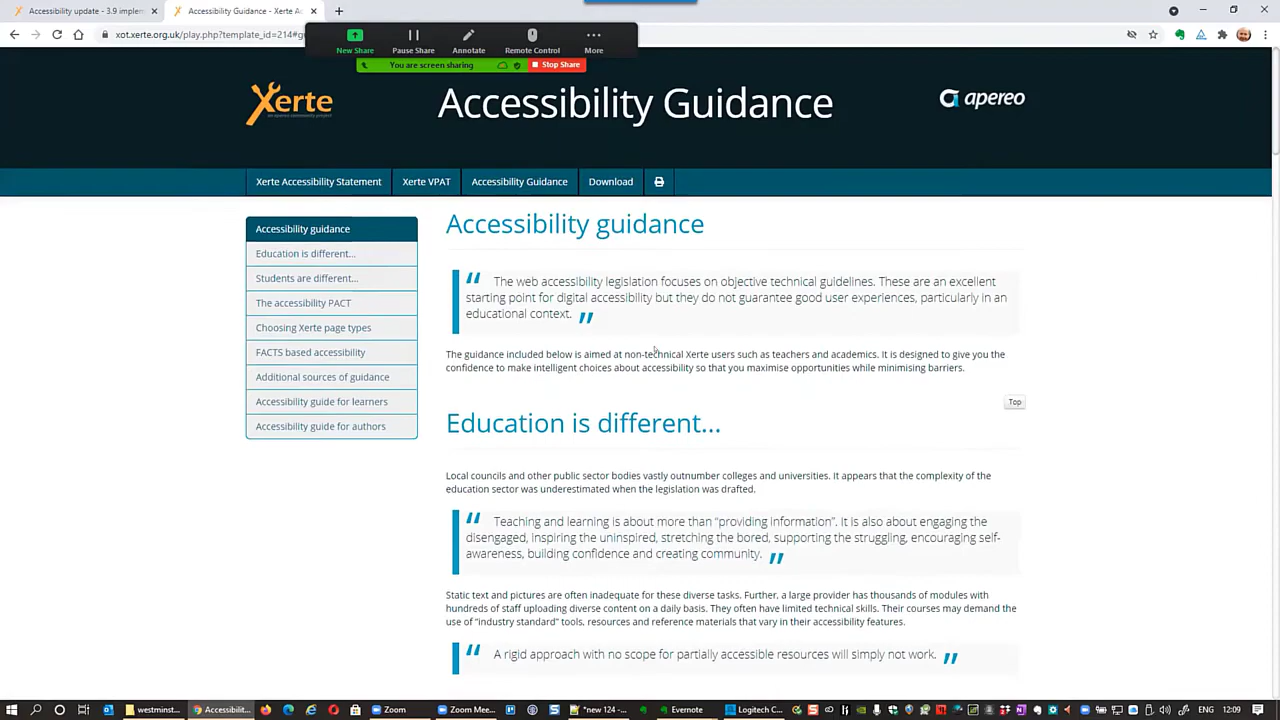 Accessibility update - 3.9 implem
Accessibility Guidance - Xerte A
xot.xerte.org.uk/play.php?template_id=214#g
New Share
Pause Share
Annotate
Remote Control
More
You are screen sharing
Stop Share
Xerte
Accessibility Guidance
apereo
Xerte Accessibility Statement
Xerte VPAT
Accessibility Guidance
Download
Accessibility guidance
Education is different...
Students are different...
The accessibility PACT
Choosing Xerte page types
FACTS based accessibility
Additional sources of guidance
Accessibility guide for learners
Accessibility guide for authors
Accessibility guidance
“ The web accessibility legislation focuses on objective technical guidelines. These are an excellent
starting point for digital accessibility but they do not guarantee good user experiences, particularly in an
educational context. ”
The guidance included below is aimed at non-technical Xerte users such as teachers and academics. It is designed to give you the
confidence to make intelligent choices about accessibility so that you maximise opportunities while minimising barriers.
Top
Education is different...
Local councils and other public sector bodies vastly outnumber colleges and universities. It appears that the complexity of the
education sector was underestimated when the legislation was drafted.
“ Teaching and learning is about more than “providing information”. It is also about engaging the
disengaged, inspiring the uninspired, stretching the bored, supporting the struggling, encouraging self-
awareness, building confidence and creating community. ”
Static text and pictures are often inadequate for these diverse tasks. Further, a large provider has thousands of modules with
hundreds of staff uploading diverse content on a daily basis. They often have limited technical skills. Their courses may demand the
use of “industry standard” tools, resources and reference materials that vary in their accessibility features.
“ A rigid approach with no scope for partially accessible resources will simply not work. ”
westminst...
Accessibilit...
Zoom
Zoom Mee...
*new 124 -...
Evernote
Logitech C...
ENG
12:09